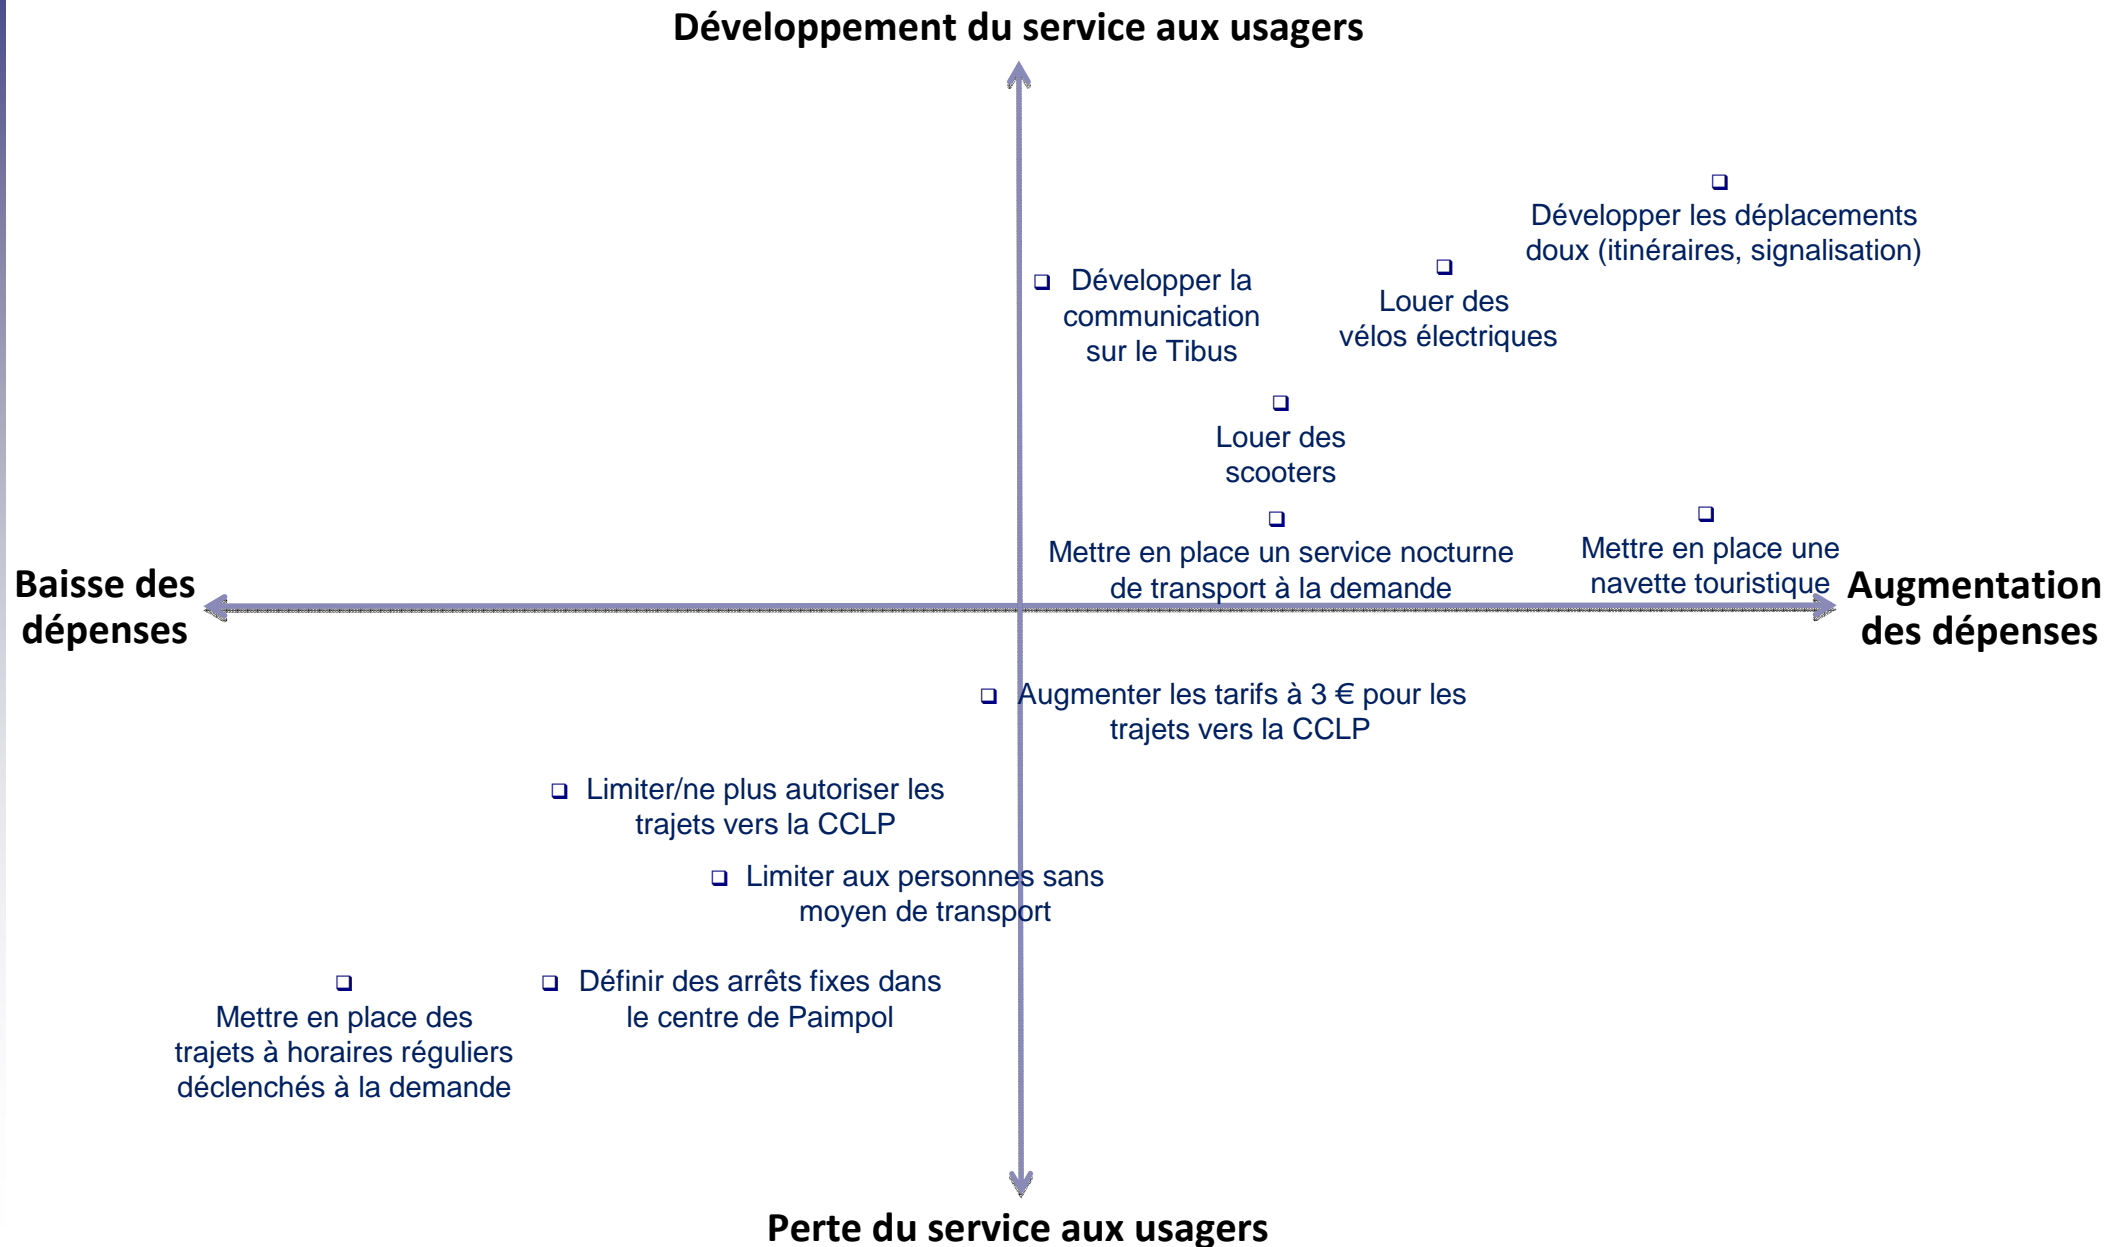 Développement du service aux usagers
Développer les déplacements
doux (itinéraires, signalisation)
Développer la
communication
sur le Tibus
Louer des
vélos électriques
Louer des
scooters
Mettre en place un service nocturne
de transport à la demande
Mettre en place une
navette touristique
Baisse des
dépenses
Augmentation
des dépenses
Augmenter les tarifs à 3 € pour les
trajets vers la CCLP
Limiter/ne plus autoriser les
trajets vers la CCLP
Limiter aux personnes sans
moyen de transport
Mettre en place des
trajets à horaires réguliers
déclenchés à la demande
Définir des arrêts fixes dans
le centre de Paimpol
Perte du service aux usagers